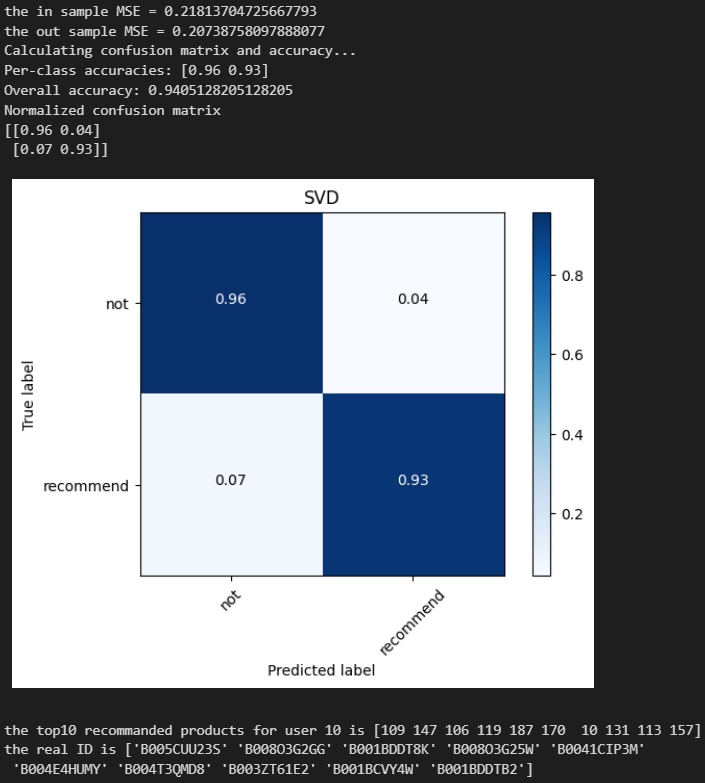 the in sample MSE = 0.21813704725667793
the out sample MSE = 0.20738758097888077
Calculating confusion matrix and accuracy...
Per-class accuracies: [0.96 0.93]
Overall accuracy: 0.9405128205128205
Normalized confusion matrix
[[0.96 0.04]
 [0.07 0.93]]
SVD
0.96
0.04
0.07
0.93
not
recommend
True label
not
recommend
Predicted label
0.8
0.6
0.4
0.2
the top10 recommanded products for user 10 is [109 147 106 119 187 170  10 131 113 157]
the real ID is ['B005CUU23S' 'B008O3G2GG' 'B001BDDT8K' 'B008O3G25W' 'B0041CIP3M'
 'B004E4HUMY' 'B004T3QMD8' 'B003ZT61E2' 'B001BCVY4W' 'B001BDDTB2']